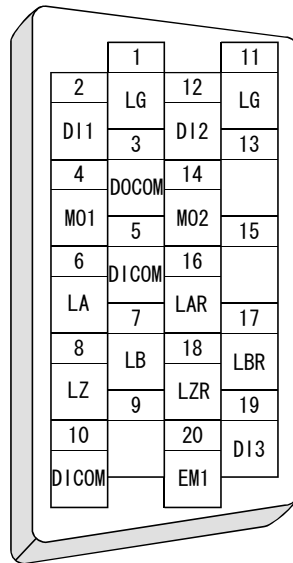 1 11
2 LG 12 LG
DI1 3 DI2 13
4 DOCOM 14
MO1 5 MO2 15
6 DICOM 16
LA 7 LAR 17
8 LB 18 LBR
LZ 9 LZR 19
10 20 DI3
DICOM EM1